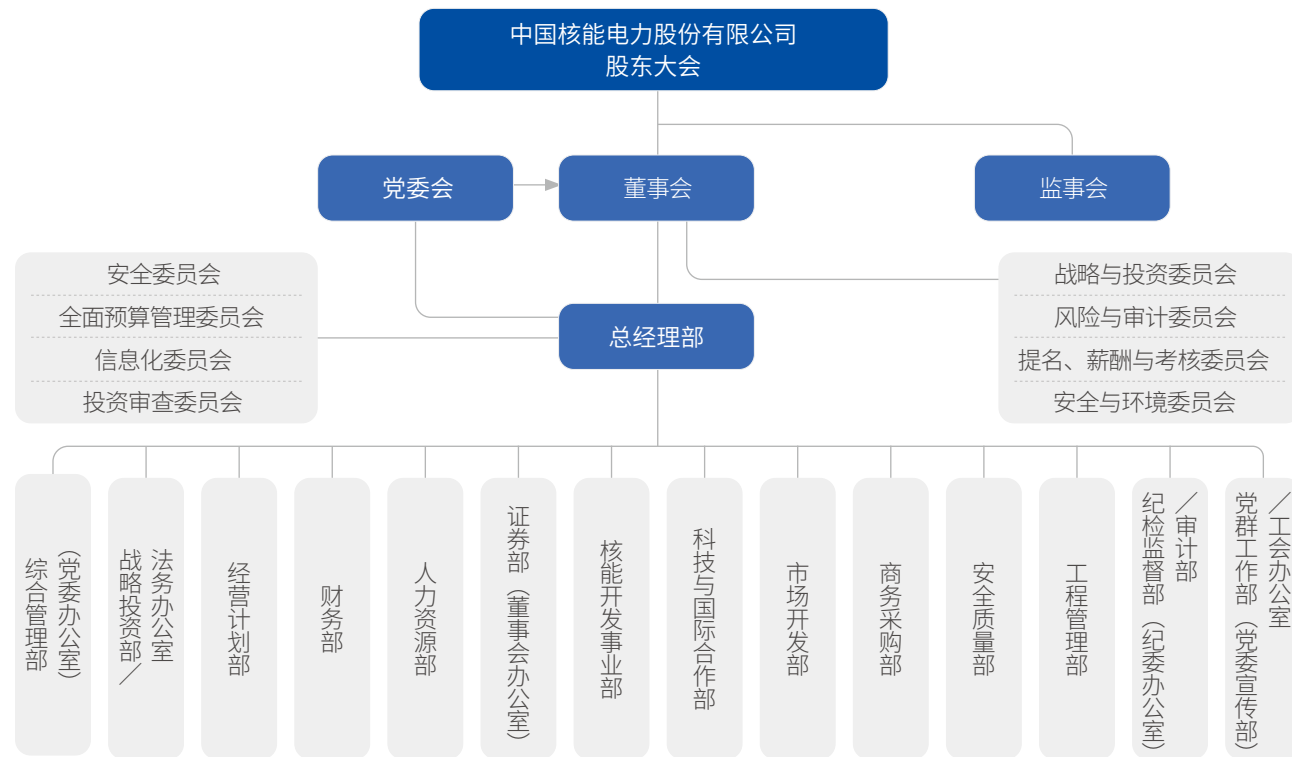 中国核能电力股份有限公司
股东大会
党委会
董事会
监事会
安全委员会
全面预算管理委员会
信息化委员会
投资审查委员会
总经理部
战略与投资委员会
风险与审计委员会
提名、薪酬与考核委员会
安全与环境委员会
综合管理部
（党委办公室）
战略投资部／
法务办公室
经营计划部
财务部
人力资源部
证券部（董事会办公室）
核能开发事业部
科技与国际合作部
市场开发部
商务采购部
安全质量部
工程管理部
纪检监督部（纪委办公室）
／审计部
党群工作部（党委宣传部）
／工会办公室